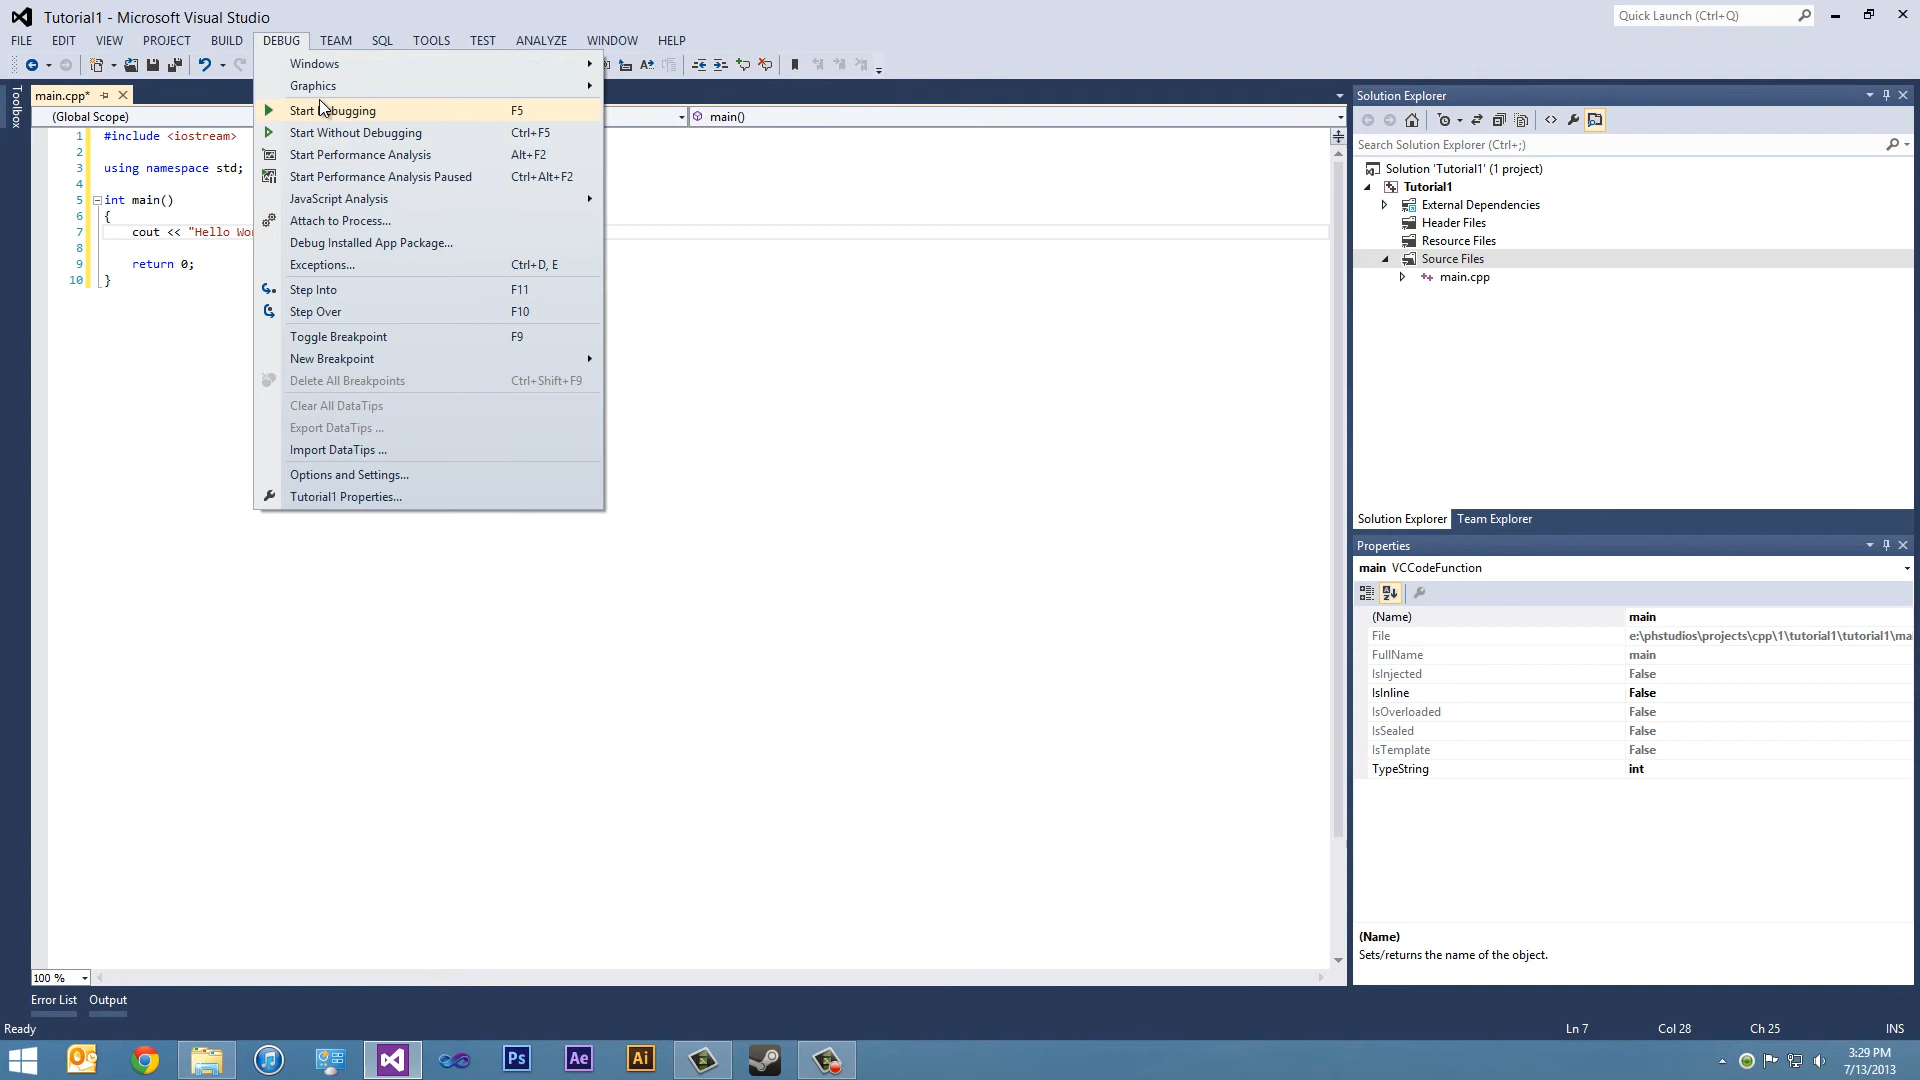 Tutorial1 - Microsoft Visual Studio
Quick Launch (Ctrl+Q)
FILE EDIT VIEW PROJECT BUILD DEBUG TEAM SQL TOOLS TEST ANALYZE WINDOW HELP
Toolbox
main.cpp*
(Global Scope)
main()
1 #include <iostream>
2
3 using namespace std;
4
5 int main()
6 {
7 cout << "Hello Wo
8
9 return 0;
10 }
Windows
Graphics
Start Debugging F5
Start Without Debugging Ctrl+F5
Start Performance Analysis Alt+F2
Start Performance Analysis Paused Ctrl+Alt+F2
JavaScript Analysis
Attach to Process...
Debug Installed App Package...
Exceptions... Ctrl+D, E
Step Into F11
Step Over F10
Toggle Breakpoint F9
New Breakpoint
Delete All Breakpoints Ctrl+Shift+F9
Clear All DataTips
Export DataTips ...
Import DataTips ...
Options and Settings...
Tutorial1 Properties...
Solution Explorer
Search Solution Explorer (Ctrl+;)
Solution 'Tutorial1' (1 project)
Tutorial1
External Dependencies
Header Files
Resource Files
Source Files
main.cpp
Solution Explorer Team Explorer
Properties
main VCCodeFunction
(Name) main
File e:\phstudios\projects\cpp\1\tutorial1\tutorial1\ma
FullName main
IsInjected False
IsInline False
IsOverloaded False
IsSealed False
IsTemplate False
TypeString int
(Name)
Sets/returns the name of the object.
100 %
Error List Output
Ready
Ln 7 Col 28 Ch 25 INS
Ps Ae Ai
3:29 PM
7/13/2013